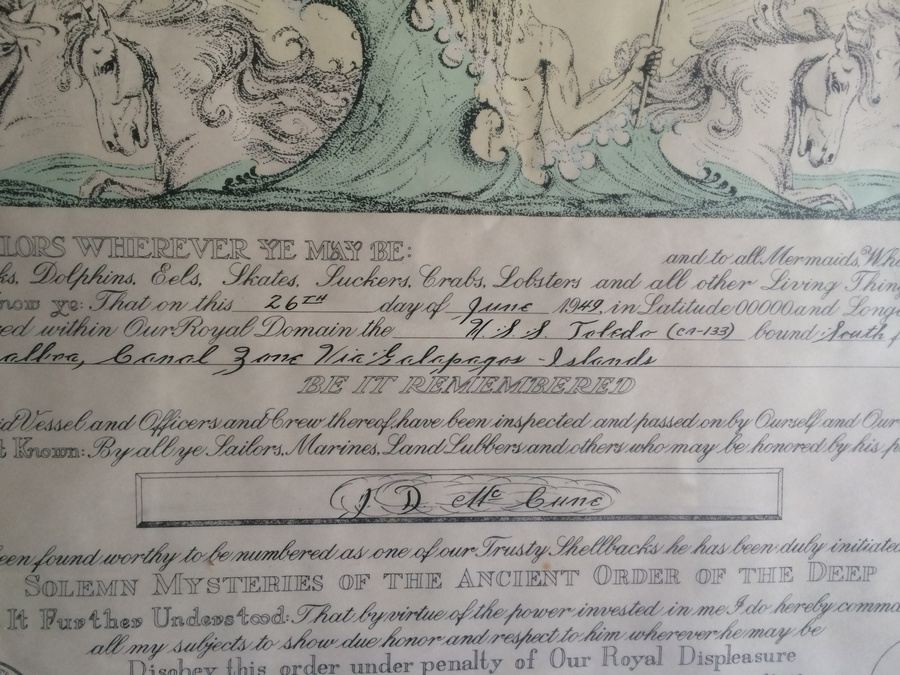 ILORS WHEREVER YE MAY BE: and to all Mermaids, Wha
ks, Dolphins, Eels, Skates, Suckers, Crabs, Lobsters and all other Living Thin
now ye: That on this 26TH day of June 1949, in Latitude 00000 and Longi
ed within Our Royal Domain the U.S.S. Toledo (CA-133) bound South f
alboa, Canal Zone Via: Galapagos - Islands
BE IT REMEMBERED
id Vessel and Officers and Crew thereof, have been inspected and passed on by Ourself and Our
t Known: By all ye Sailors, Marines, Land Lubbers and others who may be honored by his p
J D McCune
een found worthy to be numbered as one of our Trusty Shellbacks he has been duly initiated
SOLEMN MYSTERIES OF THE ANCIENT ORDER OF THE DEEP
It Further Understood: That by virtue of the power invested in me I do hereby comma
all my subjects to show due honor and respect to him wherever he may be
Disobey this order under penalty of Our Royal Displeasure